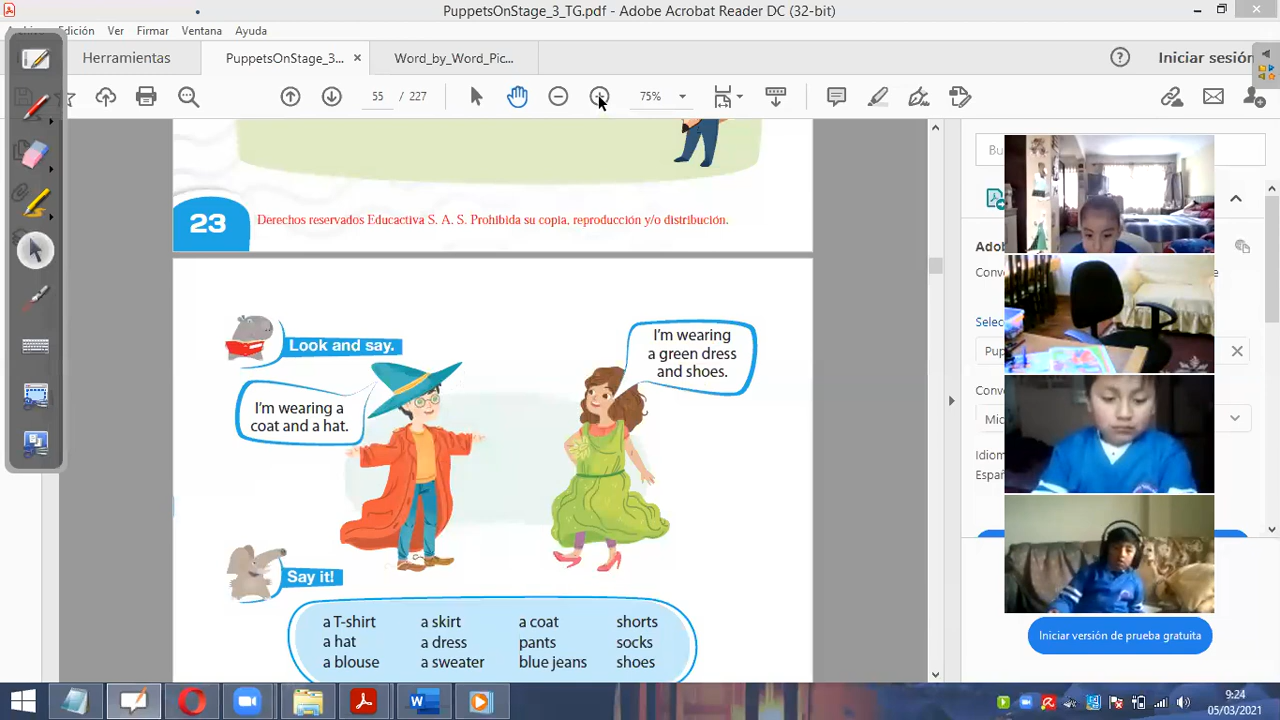 PuppetsOnStage_3_TG.pdf - Adobe Acrobat Reader DC (32-bit)
Edición Ver Firmar Ventana Ayuda
Herramientas PuppetsOnStage_3... × Word_by_Word_Pic... Iniciar sesión
55 / 227 75%
23 Derechos reservados Educactiva S. A. S. Prohibida su copia, reproducción y/o distribución.
Look and say.
I'm wearing
a green dress
and shoes.
I'm wearing a
coat and a hat.
Say it!
a T-shirt a skirt a coat shorts
a hat a dress pants socks
a blouse a sweater blue jeans shoes
Iniciar versión de prueba gratuita
9:24
05/03/2021